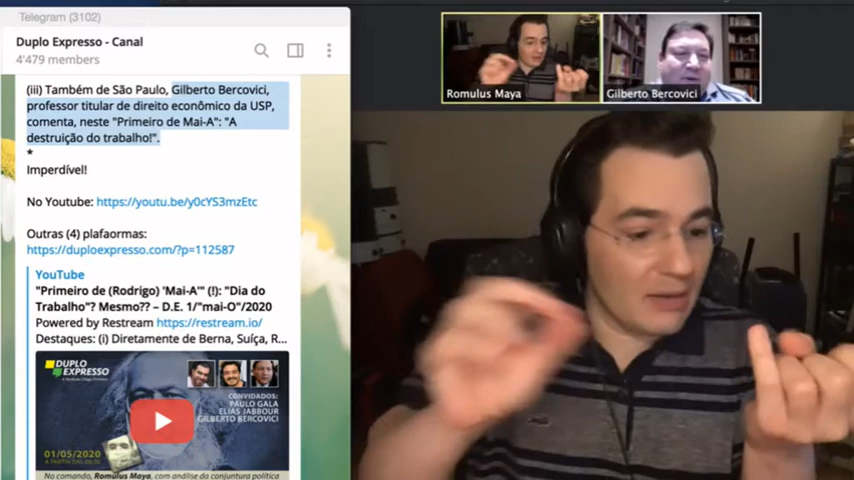 Telegram (3102)
Duplo Expresso - Canal
4'479 members
(iii) Também de São Paulo, Gilberto Bercovici,
professor titular de direito econômico da USP,
comenta, neste "Primeiro de Mai-A": "A
destruição do trabalho!".
*
Imperdível!
No Youtube: https://youtu.be/y0cYS3mzEtc
Outras (4) plafaormas:
https://duploexpresso.com/?p=112587
YouTube
"Primeiro de (Rodrigo) 'Mai-A'" (!): "Dia do
Trabalho"? Mesmo?? – D.E. 1/"mai-O"/2020
Powered by Restream https://restream.io/
Destaques: (i) Diretamente de Berna, Suíça, R...
DUPLO
EXPRESSO
CONVIDADOS:
PAULO GALA
ELIAS JABBOUR
GILBERTO BERCOVICI
01/05/2020
A PARTIR DAS
No comando, Romulus Maya, com análise da conjuntura política
Romulus Maya
Gilberto Bercovici